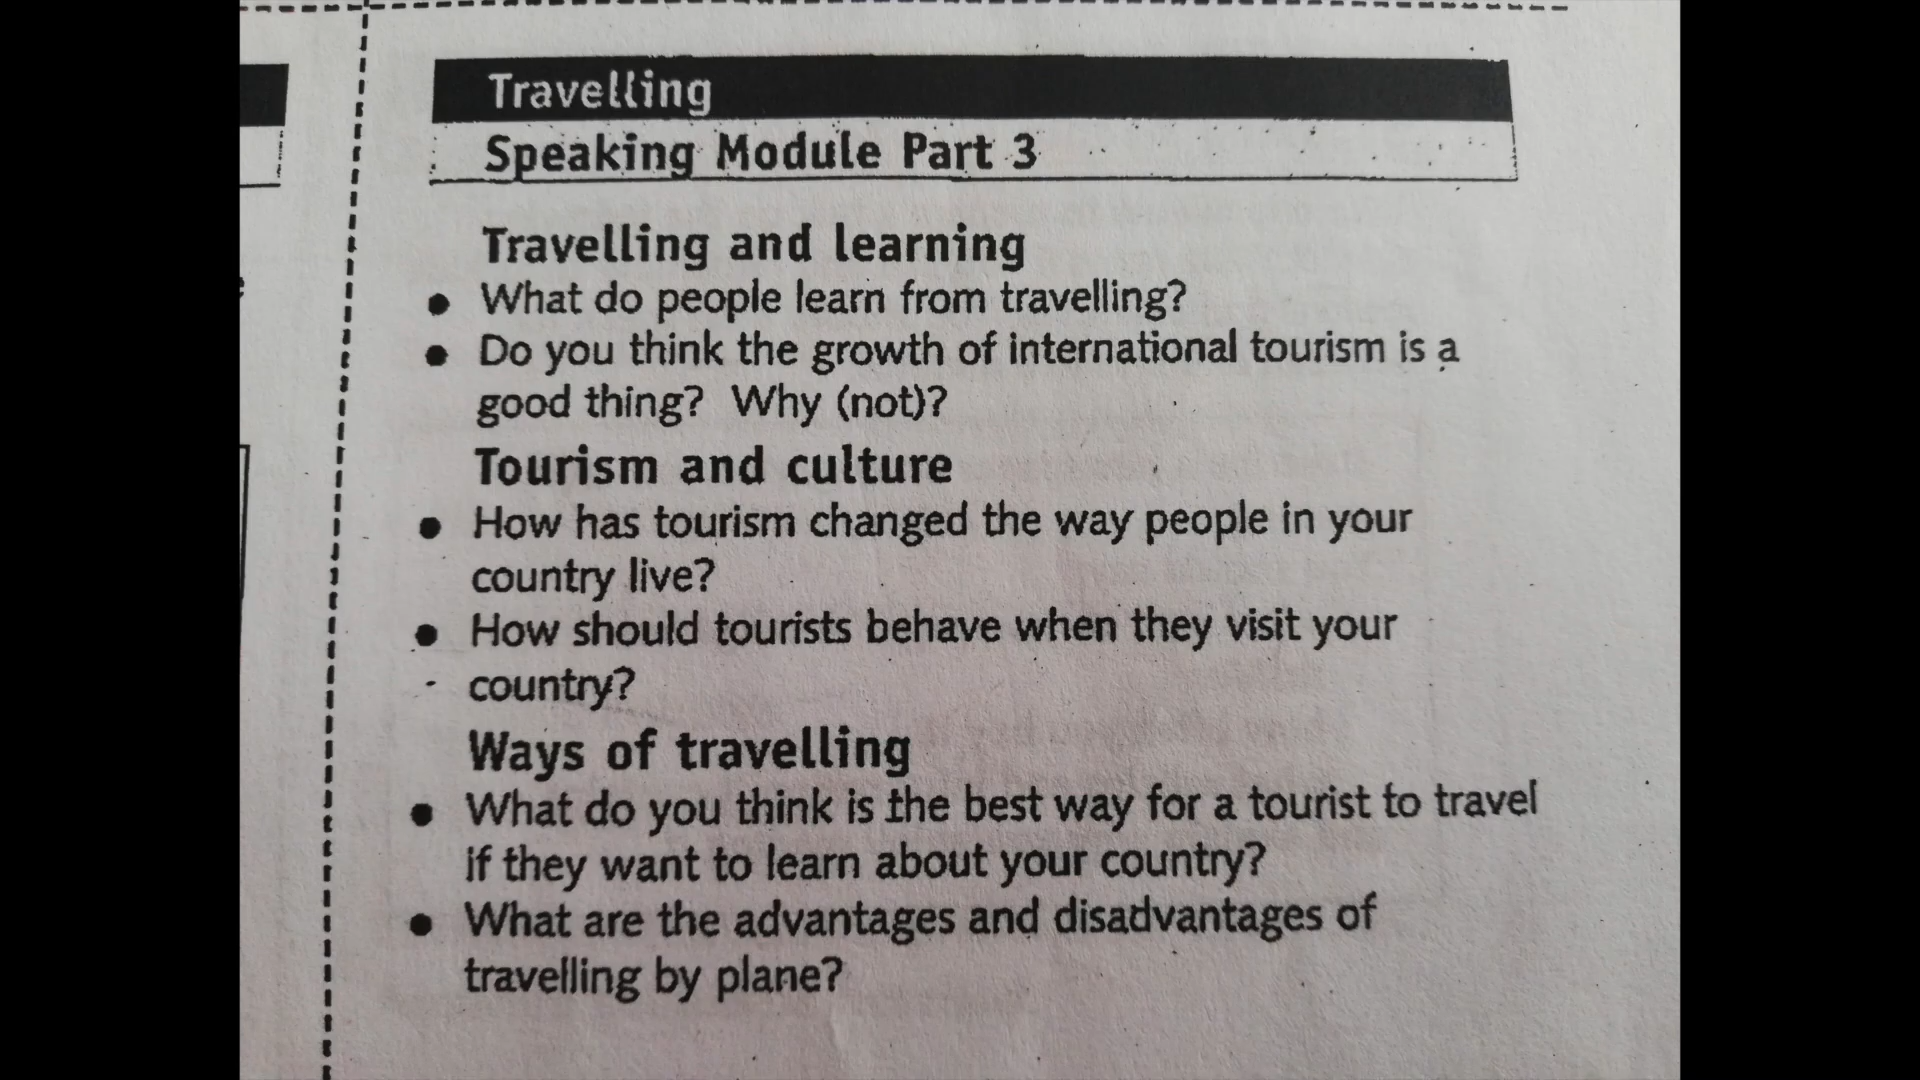 Travelling
Speaking Module Part 3
Travelling and learning
• What do people learn from travelling?
• Do you think the growth of international tourism is a
good thing? Why (not)?
Tourism and culture
• How has tourism changed the way people in your
country live?
• How should tourists behave when they visit your
country?
Ways of travelling
• What do you think is the best way for a tourist to travel
if they want to learn about your country?
• What are the advantages and disadvantages of
travelling by plane?